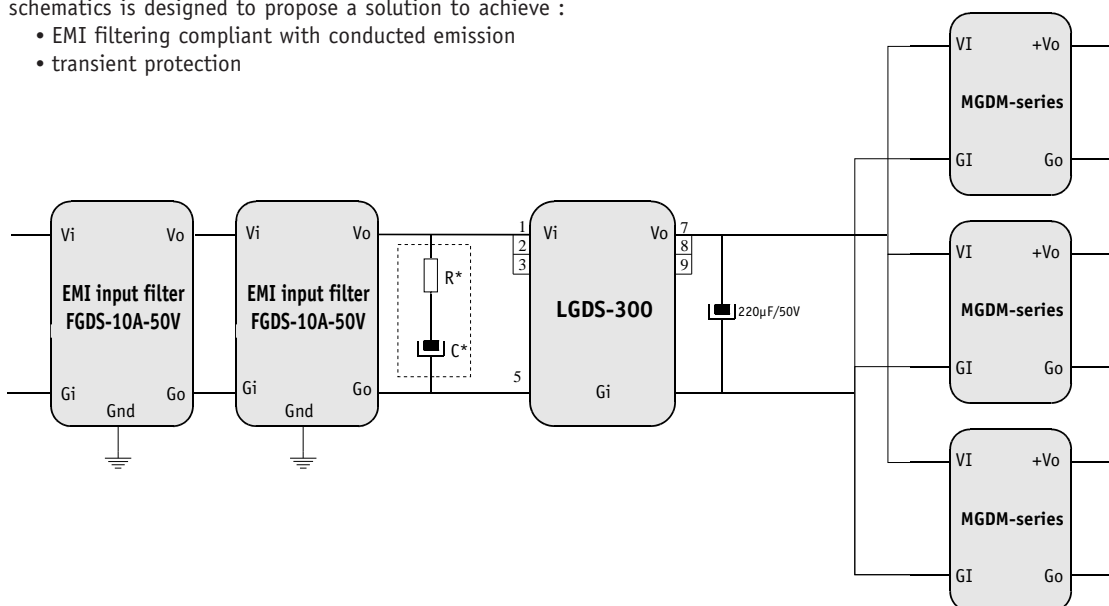 schematics is designed to propose a solution to achieve :
• EMI filtering compliant with conducted emission
• transient protection
VI +Vo
MGDM-series
GI Go
Vi Vo
EMI input filter
FGDS-10A-50V
Gi Go
Gnd
Vi Vo
EMI input filter
FGDS-10A-50V
Gi Go
Gnd
R*
C*
1
2
3
5
Vi Vo
LGDS-300
Gi
7
8
9
220µF/50V
VI +Vo
MGDM-series
GI Go
VI +Vo
MGDM-series
GI Go